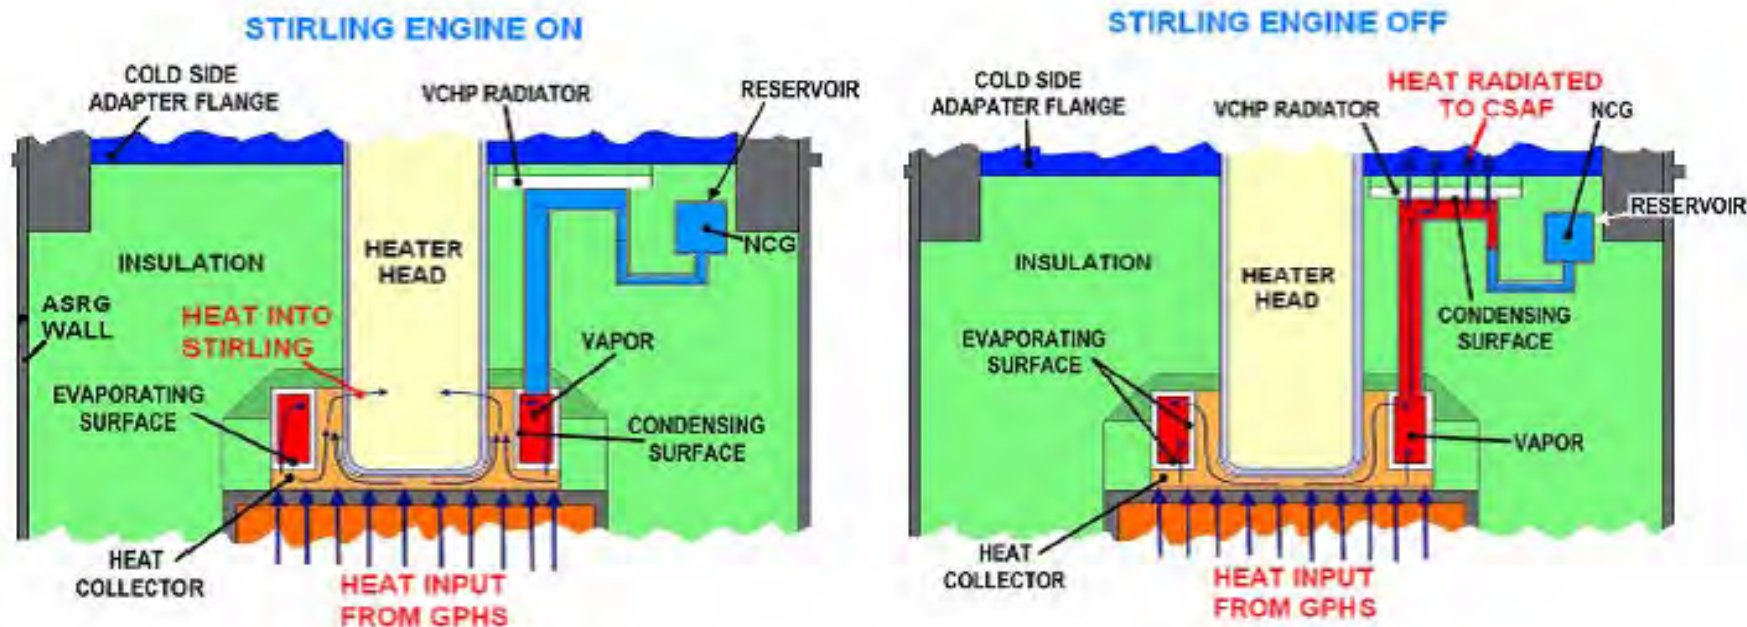 STIRLING ENGINE ON
COLD SIDE
ADAPTER FLANGE
VCHP RADIATOR
RESERVOIR
NCG
HEATER
HEAD
INSULATION
ASRG
WALL
HEAT INTO
STIRLING
VAPOR
EVAPORATING
SURFACE
CONDENSING
SURFACE
HEAT
COLLECTOR
HEAT INPUT
FROM GPHS
STIRLING ENGINE OFF
COLD SIDE
ADAPATER FLANGE
VCHP RADIATOR
HEAT RADIATED
TO CSAF
NCG
RESERVOIR
INSULATION
HEATER
HEAD
CONDENSING
SURFACE
EVAPORATING
SURFACE
VAPOR
HEAT
COLLECTOR
HEAT INPUT
FROM GPHS